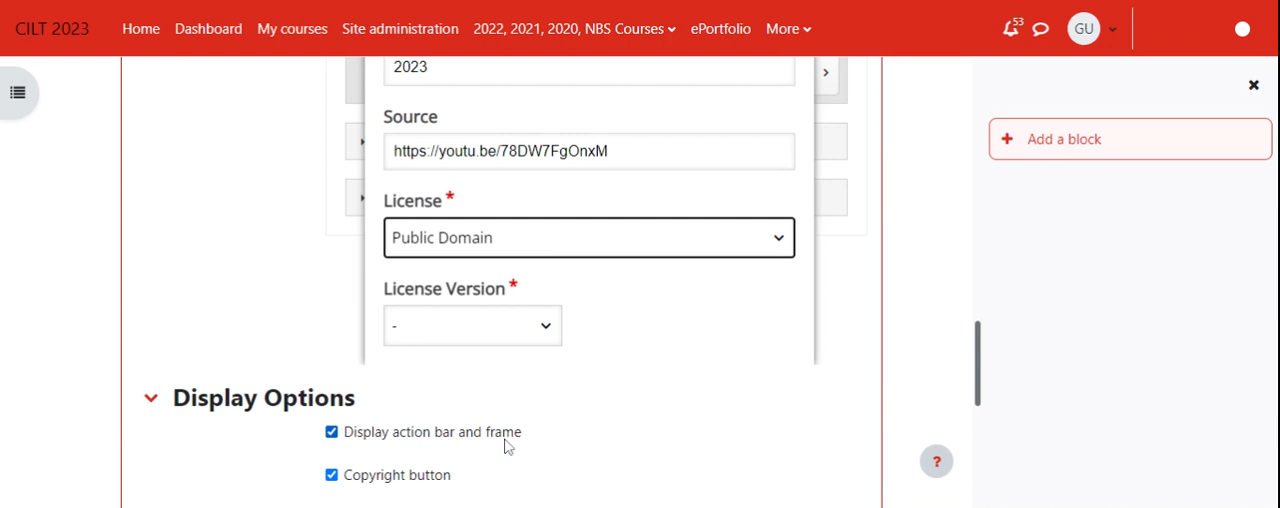 CILT 2023 Home Dashboard My courses Site administration 2022, 2021, 2020, NBS Courses ePortfolio More 53 GU
2023
Source
https://youtu.be/78DW7FgOnxM
License *
Public Domain
License Version *
-
Display Options
Display action bar and frame
Copyright button
Add a block
?